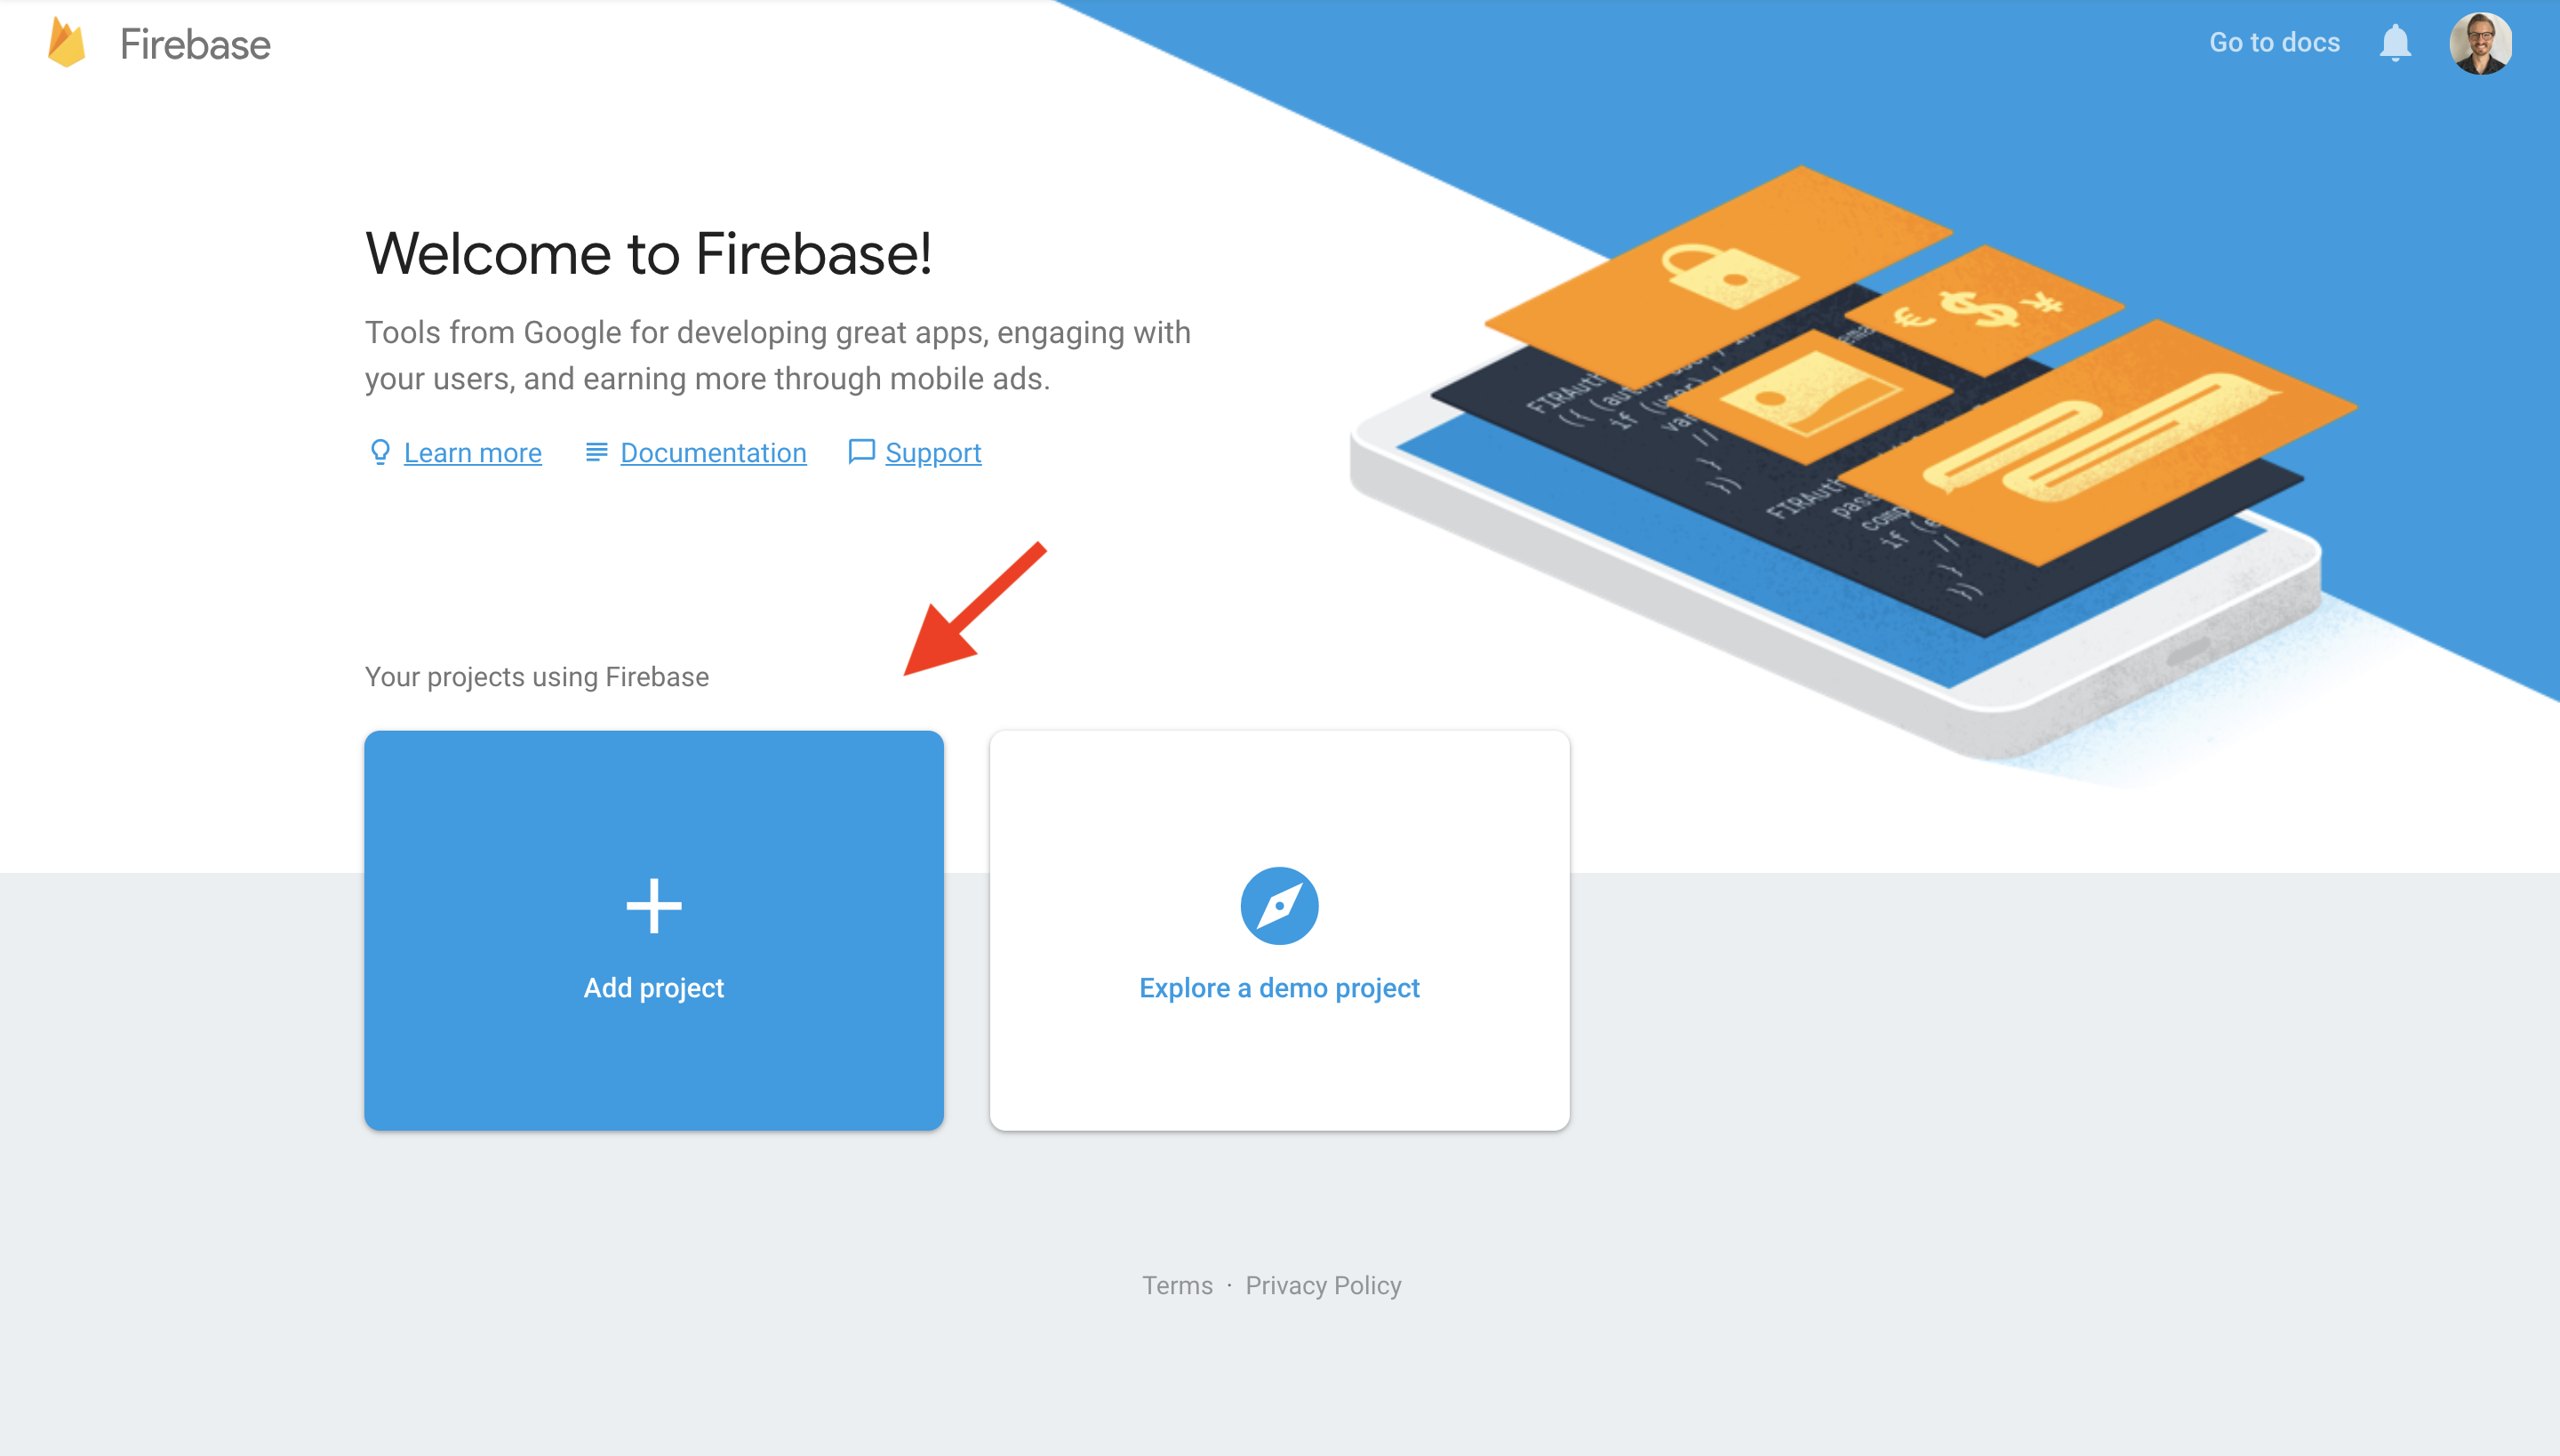 Firebase
Go to docs
Welcome to Firebase!
Tools from Google for developing great apps, engaging with
your users, and earning more through mobile ads.
Learn more
Documentation
Support
Your projects using Firebase
Add project
Explore a demo project
Terms · Privacy Policy